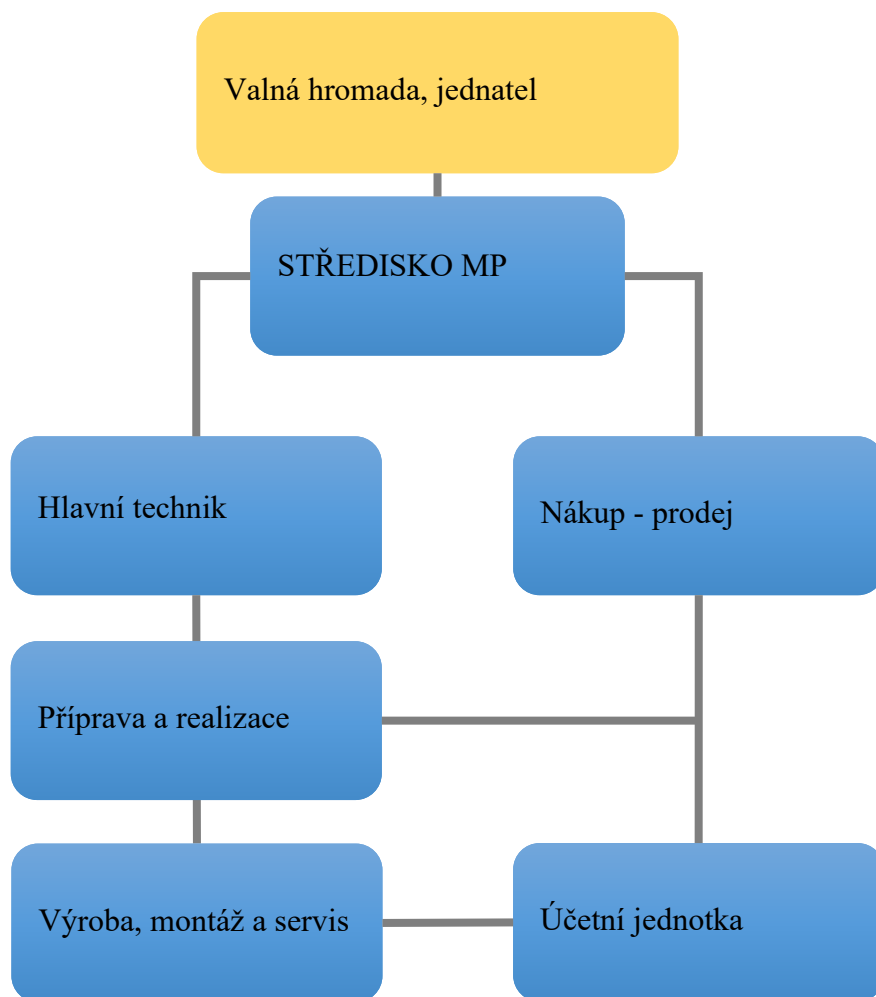 Valná hromada, jednatel
STŘEDISKO MP
Hlavní technik
Nákup - prodej
Příprava a realizace
Výroba, montáž a servis
Účetní jednotka